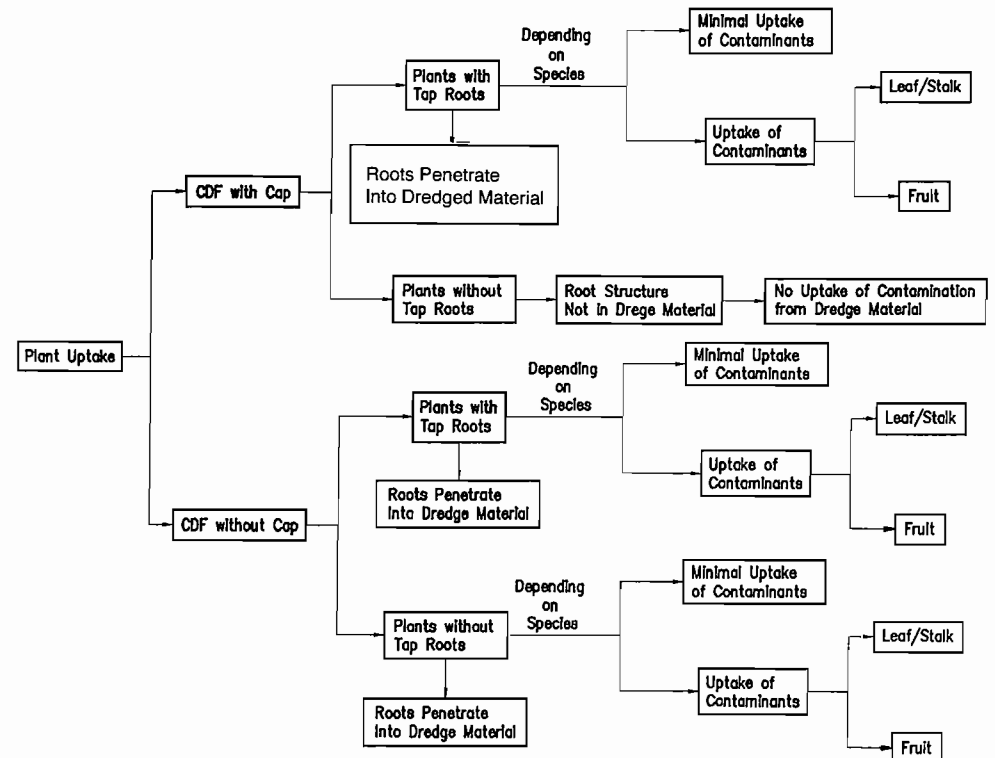 Plant Uptake
CDF with Cap
Plants with
Tap Roots
Depending
on
Species
Minimal Uptake
of Contaminants
Uptake of
Contaminants
Leaf/Stalk
Fruit
Roots Penetrate
Into Dredged Material
Plants without
Tap Roots
Root Structure
Not in Drege Material
No Uptake of Contamination
from Dredge Material
CDF without Cap
Plants with
Tap Roots
Depending
on
Species
Minimal Uptake
of Contaminants
Uptake of
Contaminants
Leaf/Stalk
Fruit
Roots Penetrate
Into Dredge Material
Plants without
Tap Roots
Depending
on
Species
Minimal Uptake
of Contaminants
Uptake of
Contaminants
Leaf/Stalk
Fruit
Roots Penetrate
Into Dredge Material